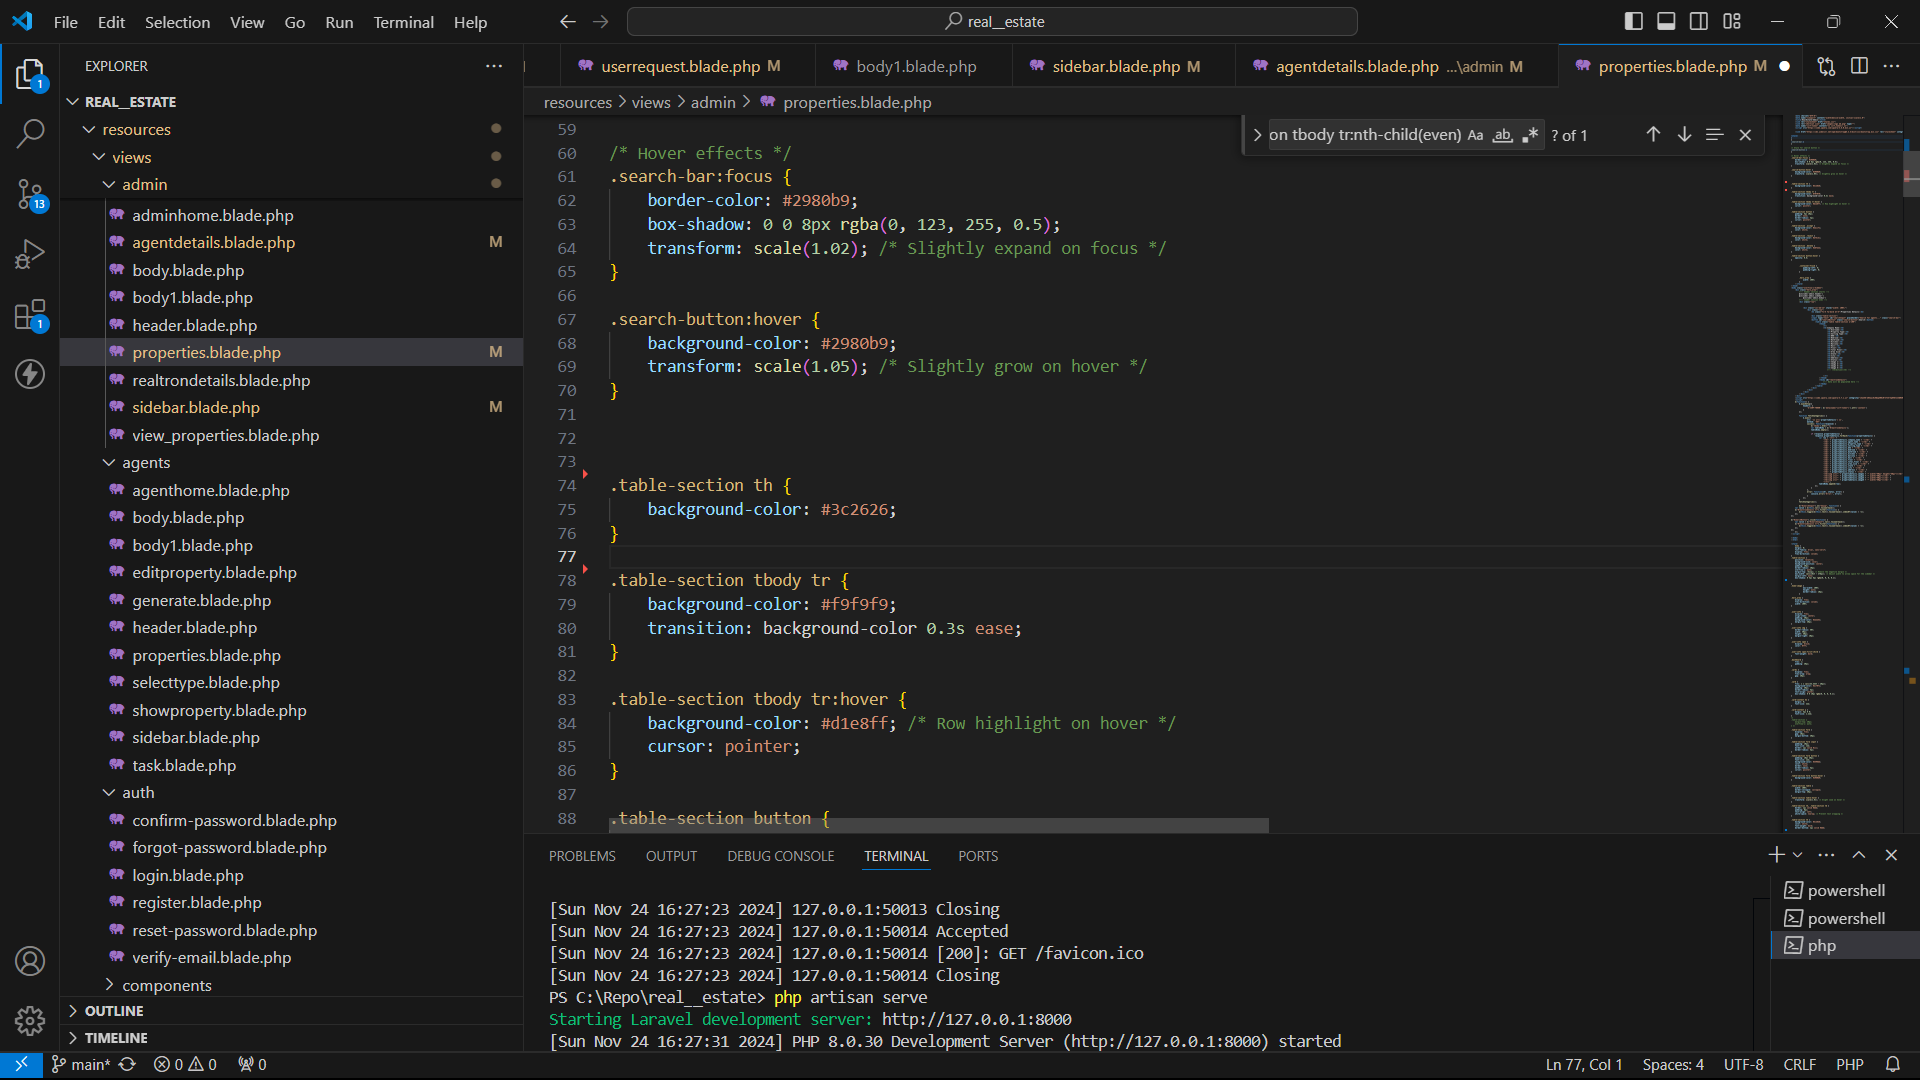 File Edit Selection View Go Run Terminal Help
real__estate
EXPLORER
REAL__ESTATE
resources
views
admin
adminhome.blade.php
agentdetails.blade.php M
body.blade.php
body1.blade.php
header.blade.php
properties.blade.php M
realtrondetails.blade.php
sidebar.blade.php M
view_properties.blade.php
agents
agenthome.blade.php
body.blade.php
body1.blade.php
editproperty.blade.php
generate.blade.php
header.blade.php
properties.blade.php
selecttype.blade.php
showproperty.blade.php
sidebar.blade.php
task.blade.php
auth
confirm-password.blade.php
forgot-password.blade.php
login.blade.php
register.blade.php
reset-password.blade.php
verify-email.blade.php
components
OUTLINE
TIMELINE
1
13
1
userrequest.blade.php M body1.blade.php sidebar.blade.php M agentdetails.blade.php ...\admin M properties.blade.php M
resources > views > admin > properties.blade.php
on tbody tr:nth-child(even) Aa ab .* ? of 1
59
60 /* Hover effects */
61 .search-bar:focus {
62 border-color: #2980b9;
63 box-shadow: 0 0 8px rgba(0, 123, 255, 0.5);
64 transform: scale(1.02); /* Slightly expand on focus */
65 }
66
67 .search-button:hover {
68 background-color: #2980b9;
69 transform: scale(1.05); /* Slightly grow on hover */
70 }
71
72
73
74 .table-section th {
75 background-color: #3c2626;
76 }
77
78 .table-section tbody tr {
79 background-color: #f9f9f9;
80 transition: background-color 0.3s ease;
81 }
82
83 .table-section tbody tr:hover {
84 background-color: #d1e8ff; /* Row highlight on hover */
85 cursor: pointer;
86 }
87
88 .table-section button {
PROBLEMS OUTPUT DEBUG CONSOLE TERMINAL PORTS
[Sun Nov 24 16:27:23 2024] 127.0.0.1:50013 Closing
[Sun Nov 24 16:27:23 2024] 127.0.0.1:50014 Accepted
[Sun Nov 24 16:27:23 2024] 127.0.0.1:50014 [200]: GET /favicon.ico
[Sun Nov 24 16:27:23 2024] 127.0.0.1:50014 Closing
PS C:\Repo\real__estate> php artisan serve
Starting Laravel development server: http://127.0.0.1:8000
[Sun Nov 24 16:27:31 2024] PHP 8.0.30 Development Server (http://127.0.0.1:8000) started
powershell
powershell
php
main* 0 0 0 Ln 77, Col 1 Spaces: 4 UTF-8 CRLF PHP